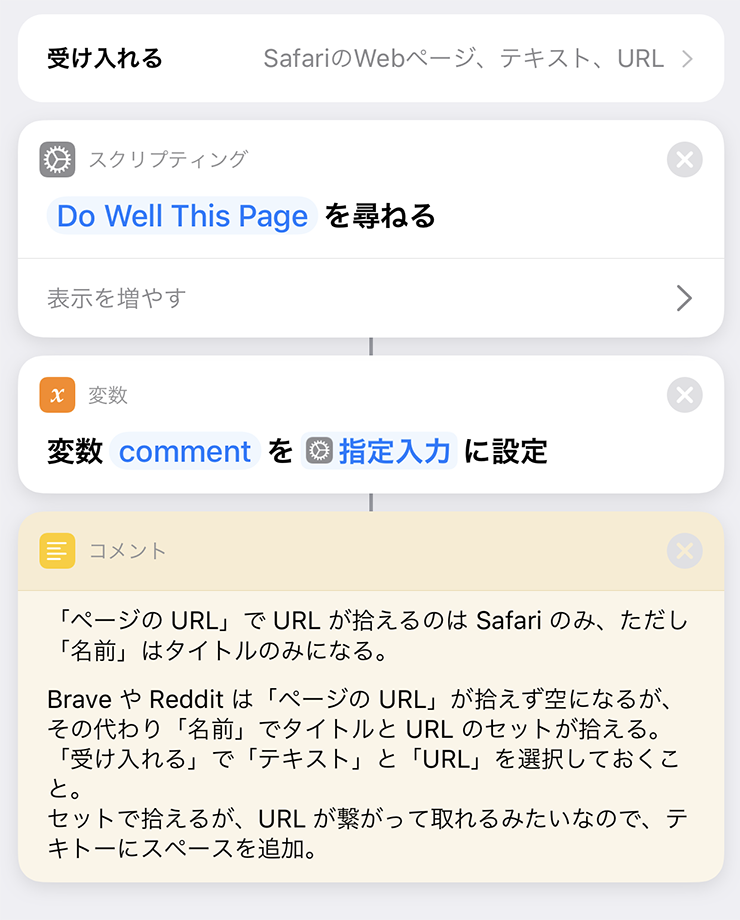 受け入れる SafariのWebページ、テキスト、URL
スクリプティング
Do Well This Page を尋ねる
表示を増やす
変数
変数 comment を 指定入力 に設定
コメント
「ページの URL」で URL が拾えるのは Safari のみ、ただし
「名前」はタイトルのみになる。
Brave や Reddit は「ページの URL」が拾えず空になるが、
その代わり「名前」でタイトルと URL のセットが拾える。
「受け入れる」で「テキスト」と「URL」を選択しておくこ
と。
セットで拾えるが、URL が繋がって取れるみたいなので、テ
キトーにスペースを追加。